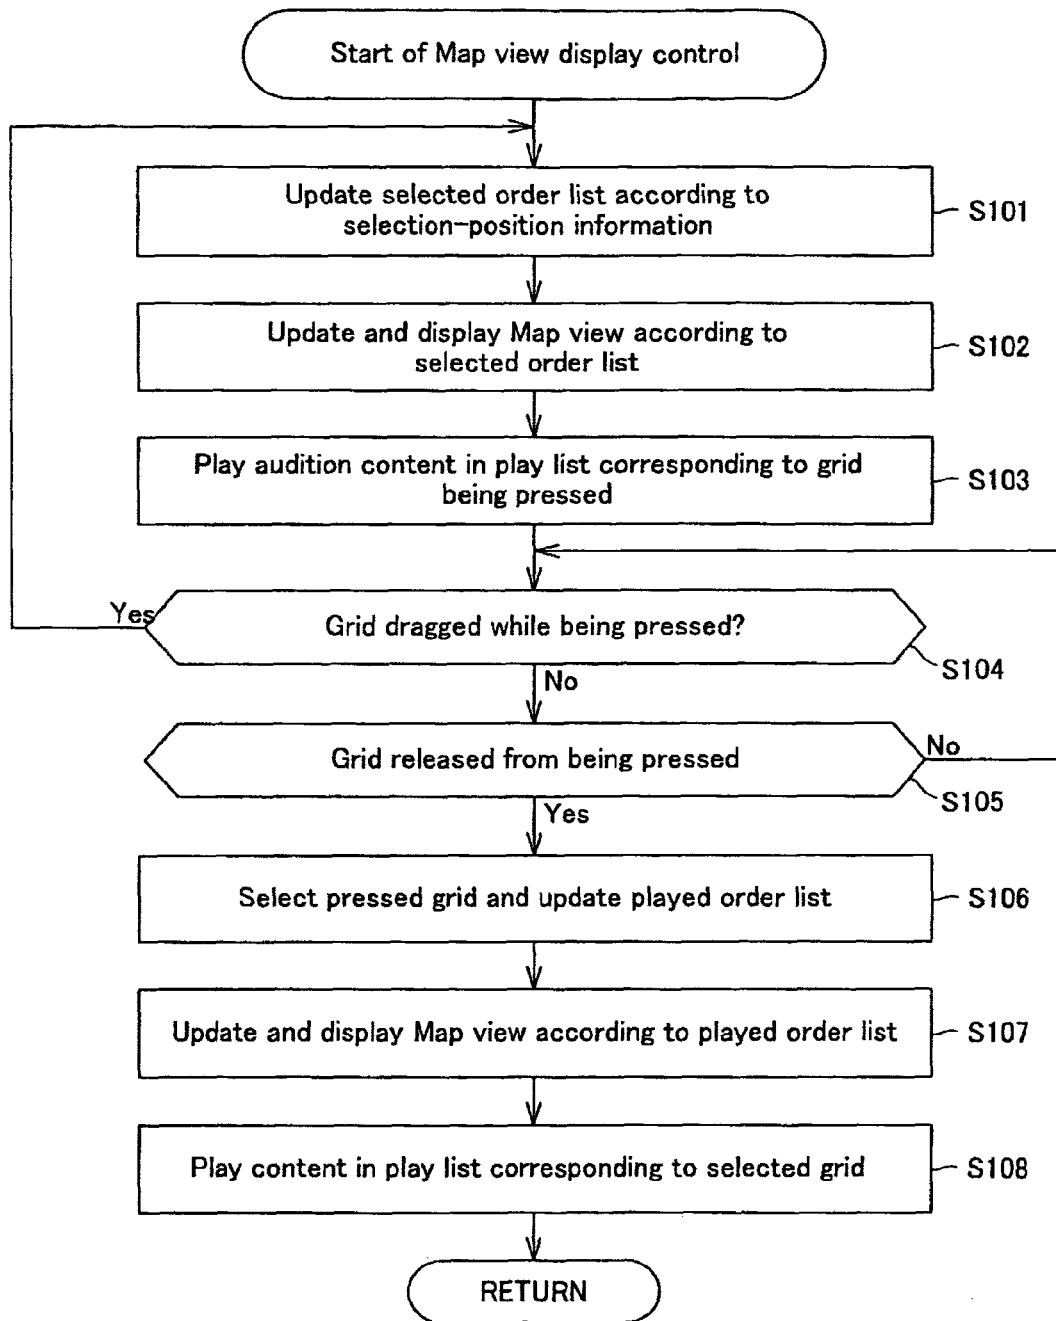 Start of Map view display control
Update selected order list according to
selection-position information
S101
Update and display Map view according to
selected order list
S102
Play audition content in play list corresponding to grid
being pressed
S103
Yes
Grid dragged while being pressed?
S104
No
Grid released from being pressed
No
S105
Yes
Select pressed grid and update played order list
S106
Update and display Map view according to played order list
S107
Play content in play list corresponding to selected grid
S108
RETURN